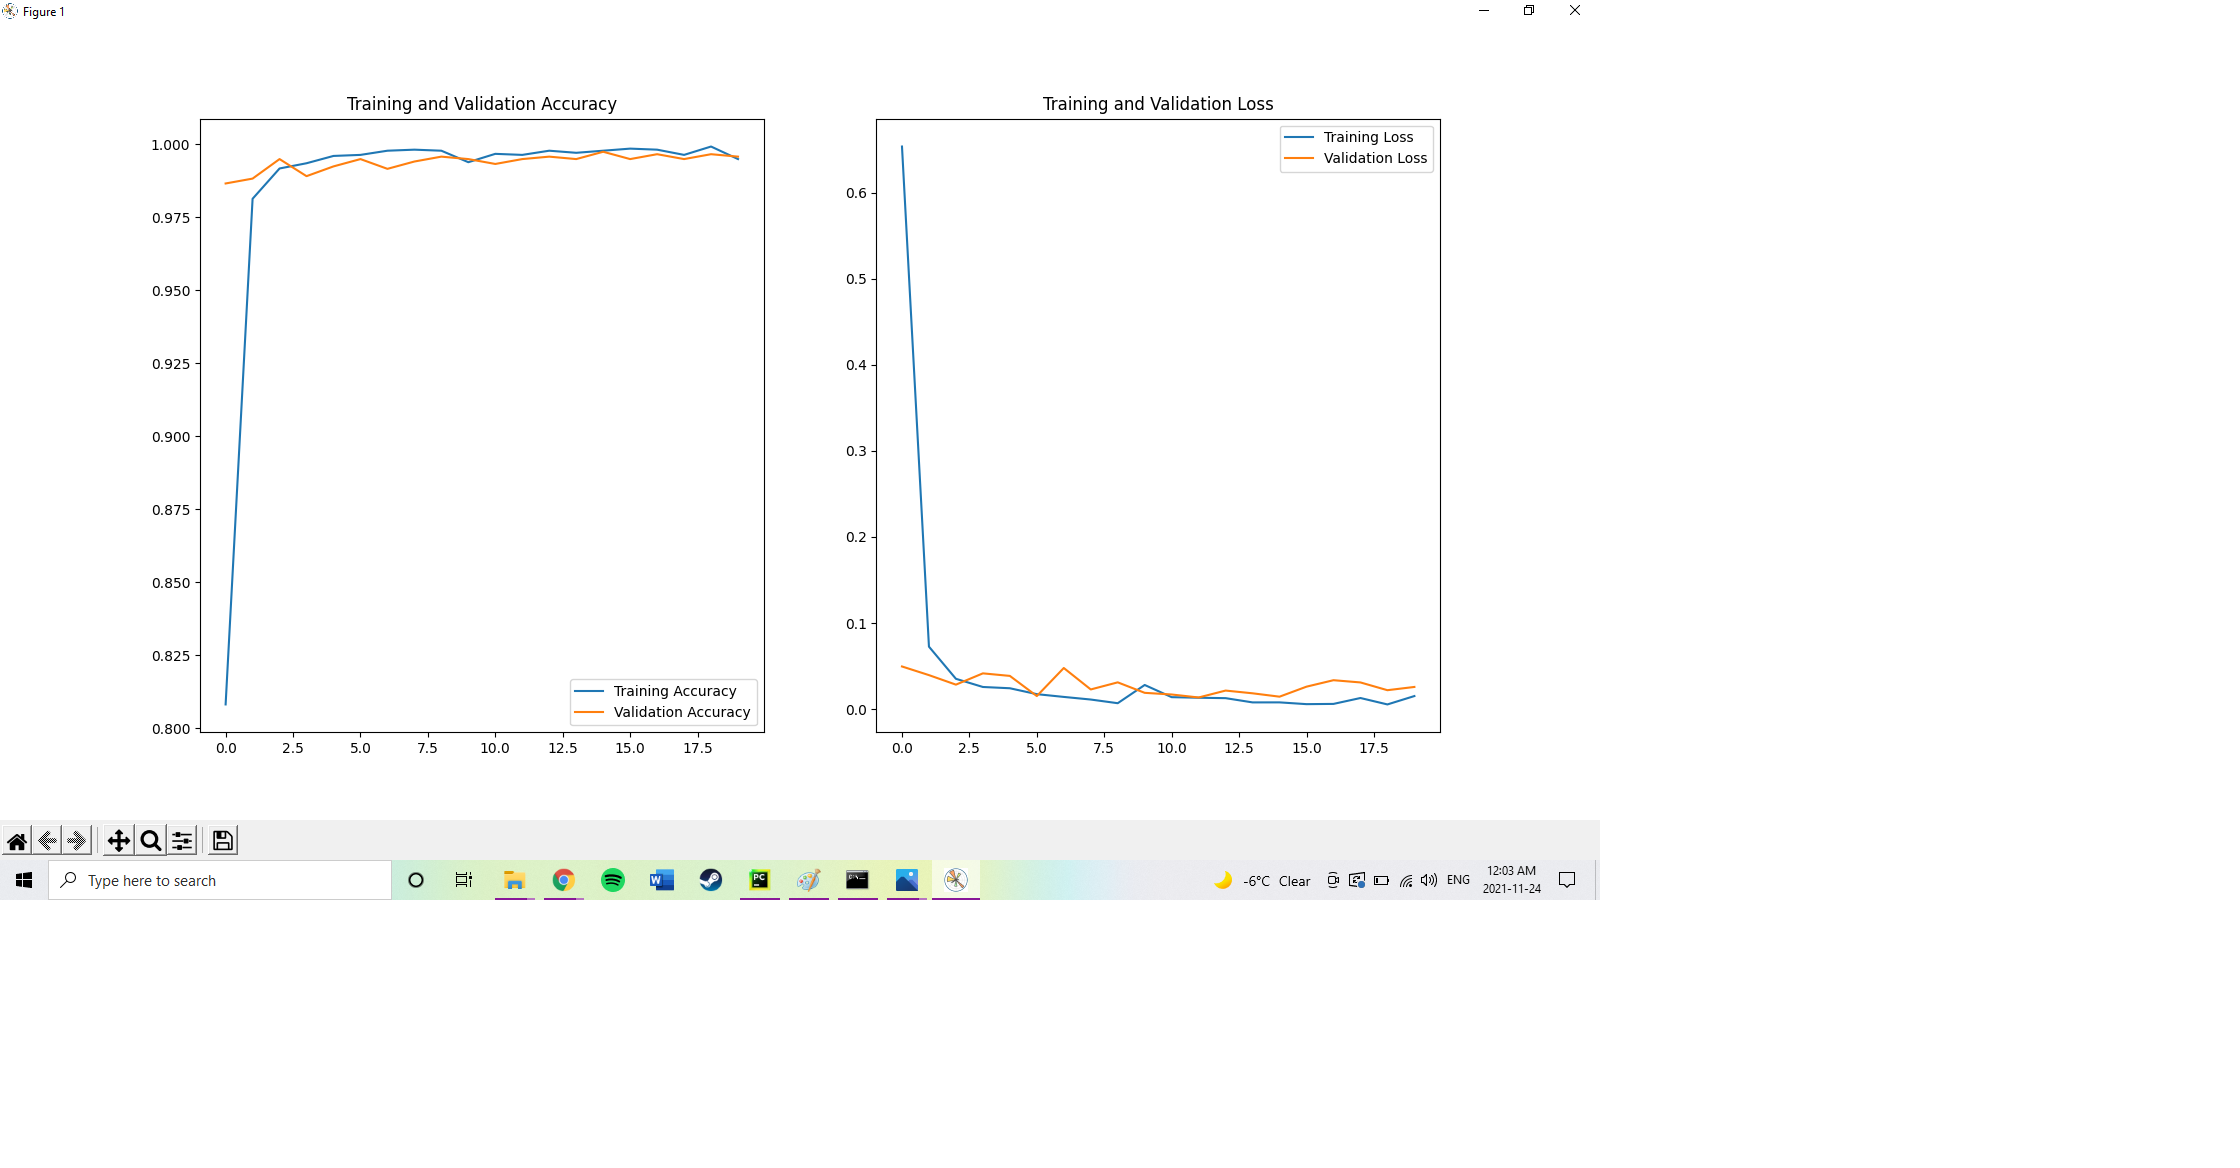 Figure 1
Training and Validation Accuracy
1.000
0.975
0.950
0.925
0.900
0.875
0.850
0.825
0.800
0.0 2.5 5.0 7.5 10.0 12.5 15.0 17.5
Training Accuracy
Validation Accuracy
Training and Validation Loss
Training Loss
Validation Loss
0.6
0.5
0.4
0.3
0.2
0.1
0.0
0.0 2.5 5.0 7.5 10.0 12.5 15.0 17.5
Type here to search
W
PC
-6°C Clear
ENG
12:03 AM
2021-11-24